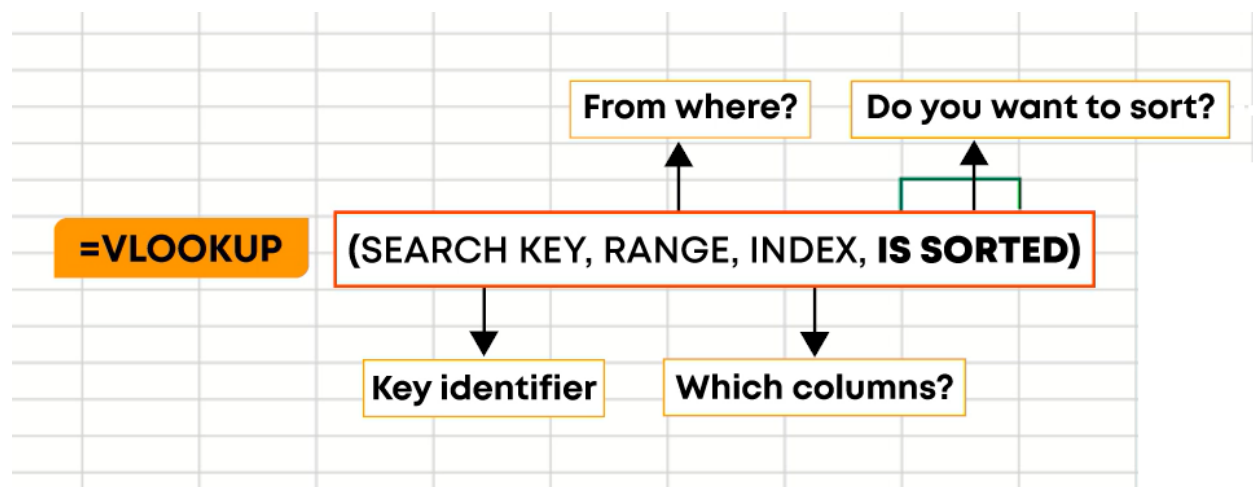 From where?
Do you want to sort?
=VLOOKUP
(SEARCH KEY, RANGE, INDEX, IS SORTED)
Key identifier
Which columns?